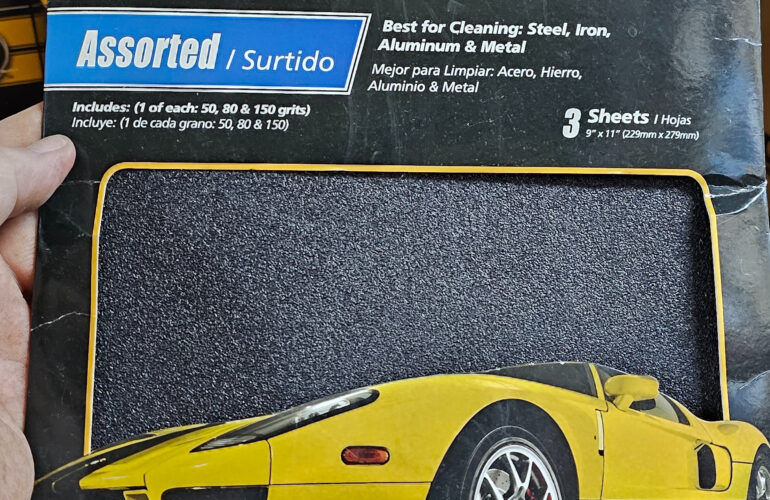 Assorted / Surtido
Best for Cleaning: Steel, Iron,
Aluminum & Metal
Mejor para Limpiar: Acero, Hierro,
Aluminio & Metal
Includes: (1 of each: 50, 80 & 150 grits)
Incluye: (1 de cada grano: 50, 80 & 150)
3 Sheets / Hojas
9" x 11" (229mm x 279mm)